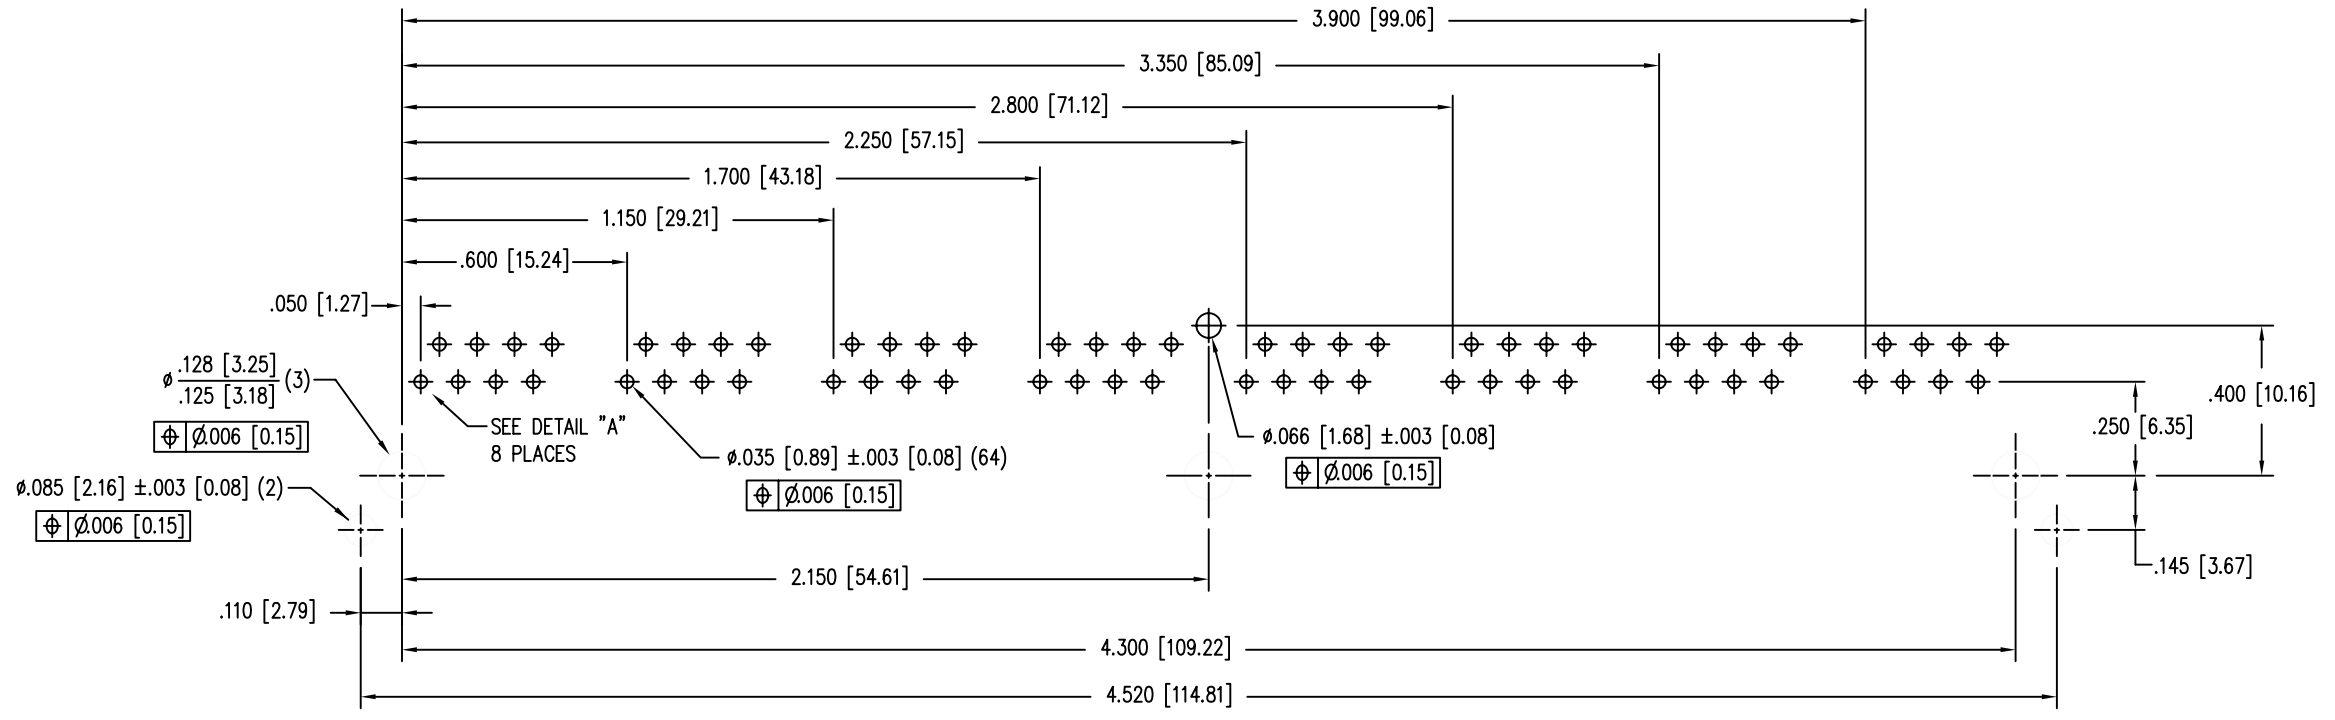 3.900 [99.06]
3.350 [85.09]
2.800 [71.12]
2.250 [57.15]
1.700 [43.18]
1.150 [29.21]
.600 [15.24]
.050 [1.27]
ø .128 [3.25] (3)
.125 [3.18]
⌖ Ø.006 [0.15]
ø.085 [2.16] ±.003 [0.08] (2)
⌖ Ø.006 [0.15]
SEE DETAIL "A"
8 PLACES
ø.035 [0.89] ±.003 [0.08] (64)
⌖ Ø.006 [0.15]
ø.066 [1.68] ±.003 [0.08]
⌖ Ø.006 [0.15]
.400 [10.16]
.250 [6.35]
.145 [3.67]
2.150 [54.61]
.110 [2.79]
4.300 [109.22]
4.520 [114.81]